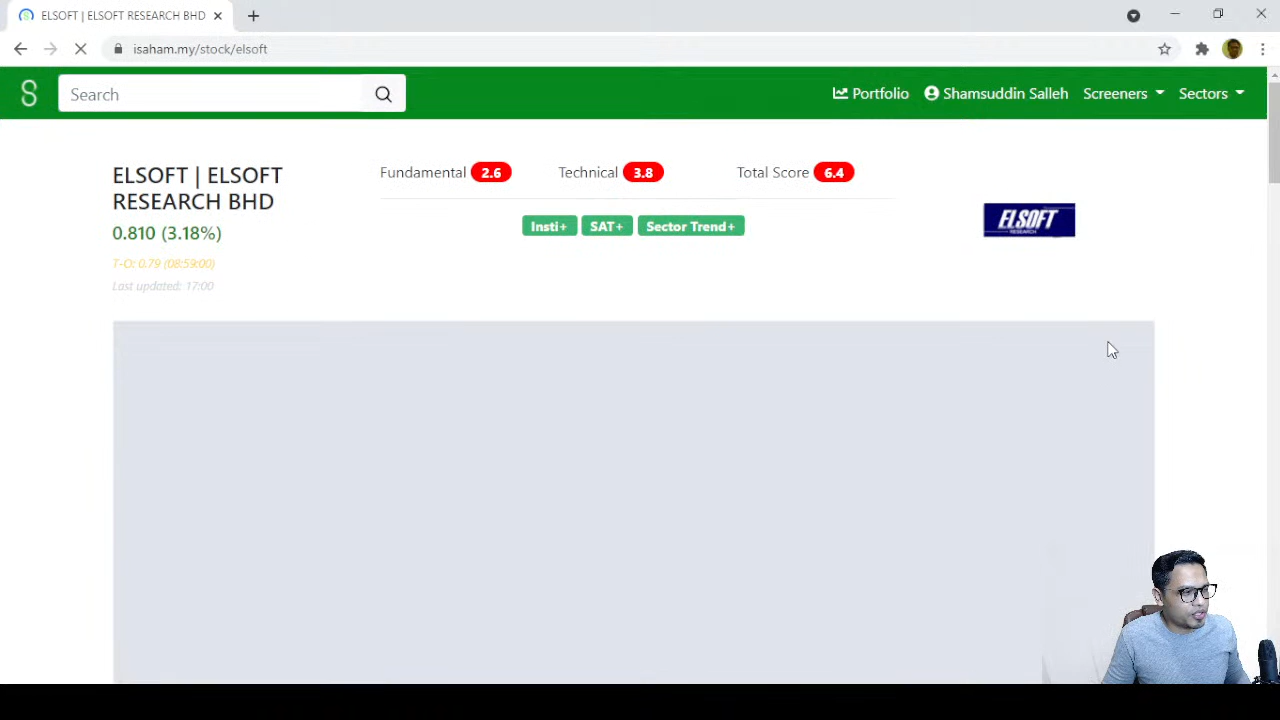 ELSOFT | ELSOFT RESEARCH BHD
isaham.my/stock/elsoft
Search
Portfolio
Shamsuddin Salleh
Screeners
Sectors
ELSOFT | ELSOFT
RESEARCH BHD
0.810 (3.18%)
T-O: 0.79 (08:59:00)
Last updated: 17:00
Fundamental 2.6
Technical 3.8
Total Score 6.4
Insti+
SAT+
Sector Trend+
ELSOFT
RESEARCH